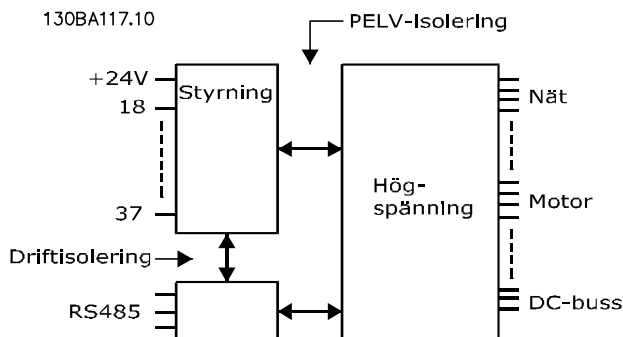 130BA117.10
PELV-isolering
+24V
18
37
Styrning
Hög-
spänning
Nät
Motor
DC-buss
Driftisolering
RS485